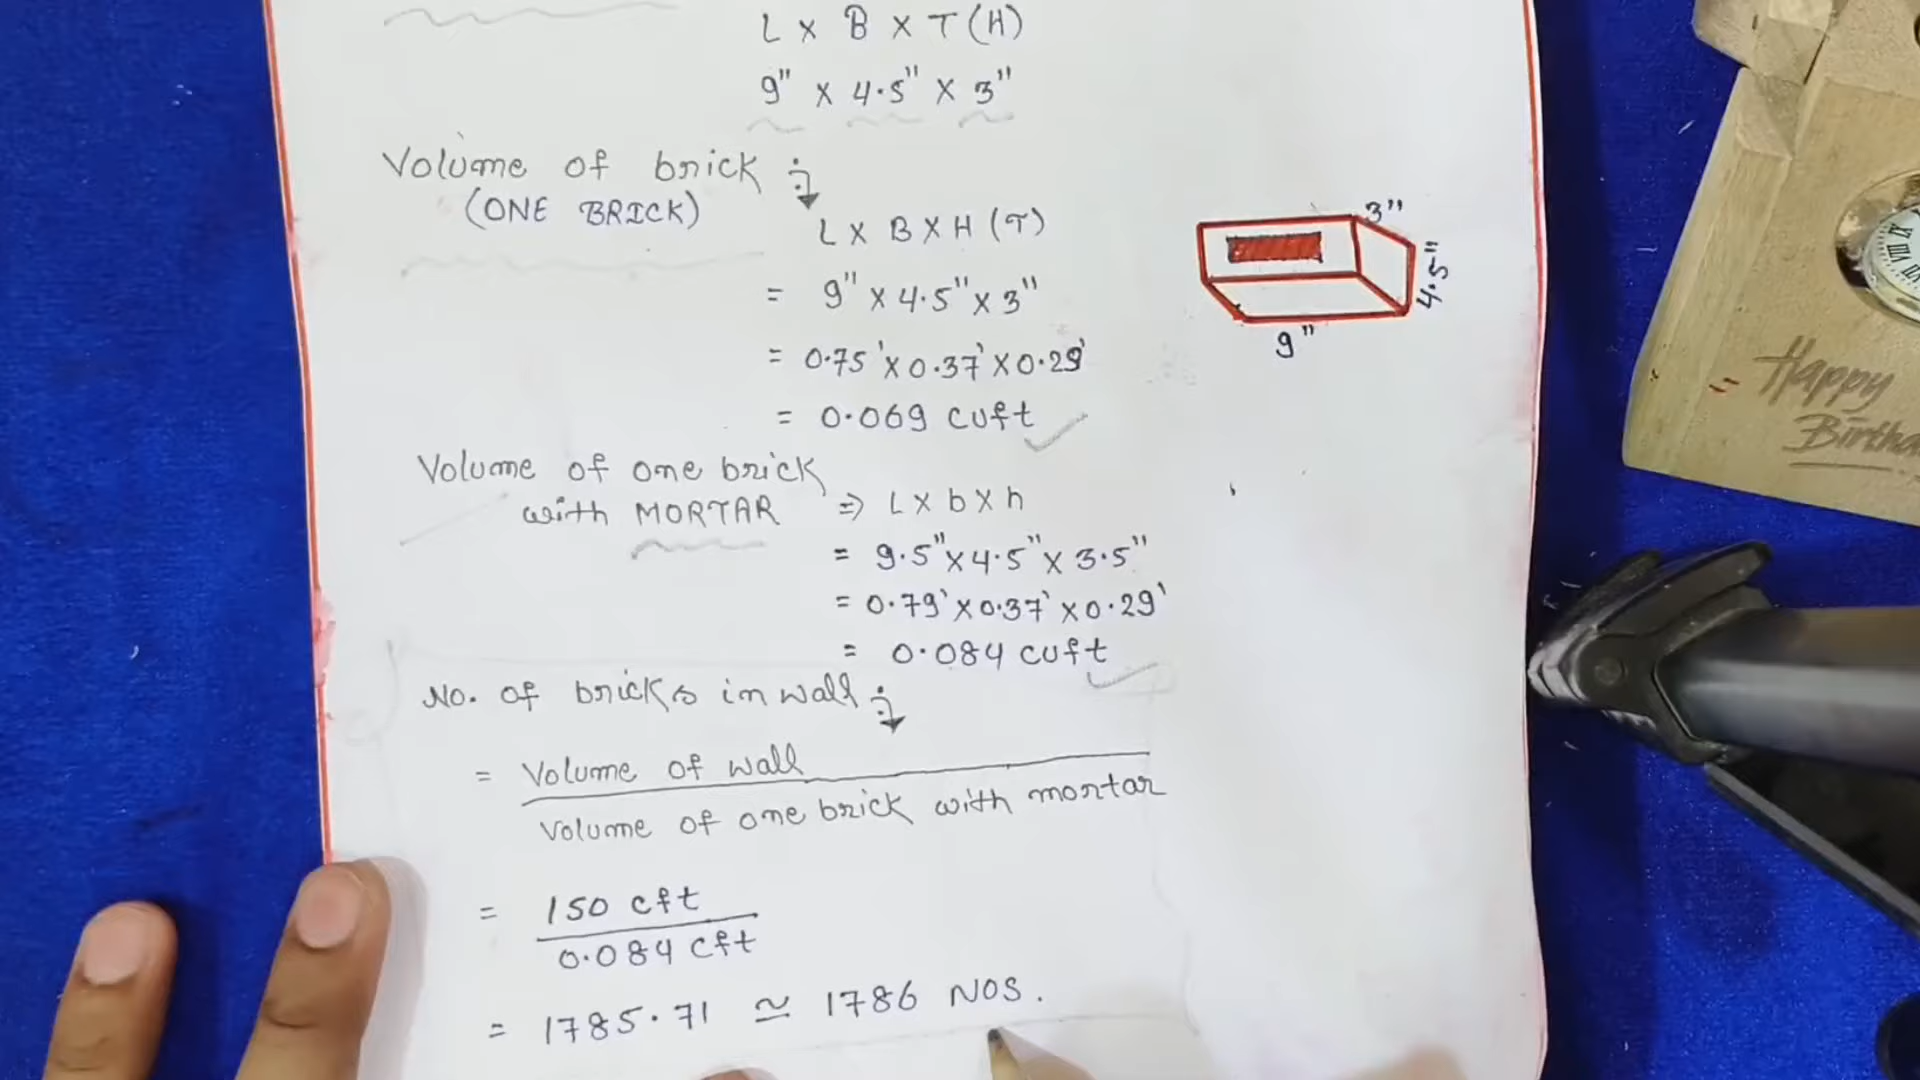 L X B X T (H)
9" X 4.5" X 3"
Volume of brick :
(ONE BRICK)
L X B X H (T)
= 9" X 4.5" X 3"
= 0.75' X 0.37' X 0.29'
= 0.069 cuft
3"
4.5"
9"
Volume of one brick
with MORTAR ⇒ L X b X h
= 9.5" X 4.5" X 3.5"
= 0.79' X 0.37' X 0.29'
= 0.084 cuft
No. of bricks in wall :
= Volume of wall
Volume of one brick with mortar
= 150 cft
0.084 cft
= 1785.71 ≃ 1786 NOS.
Happy